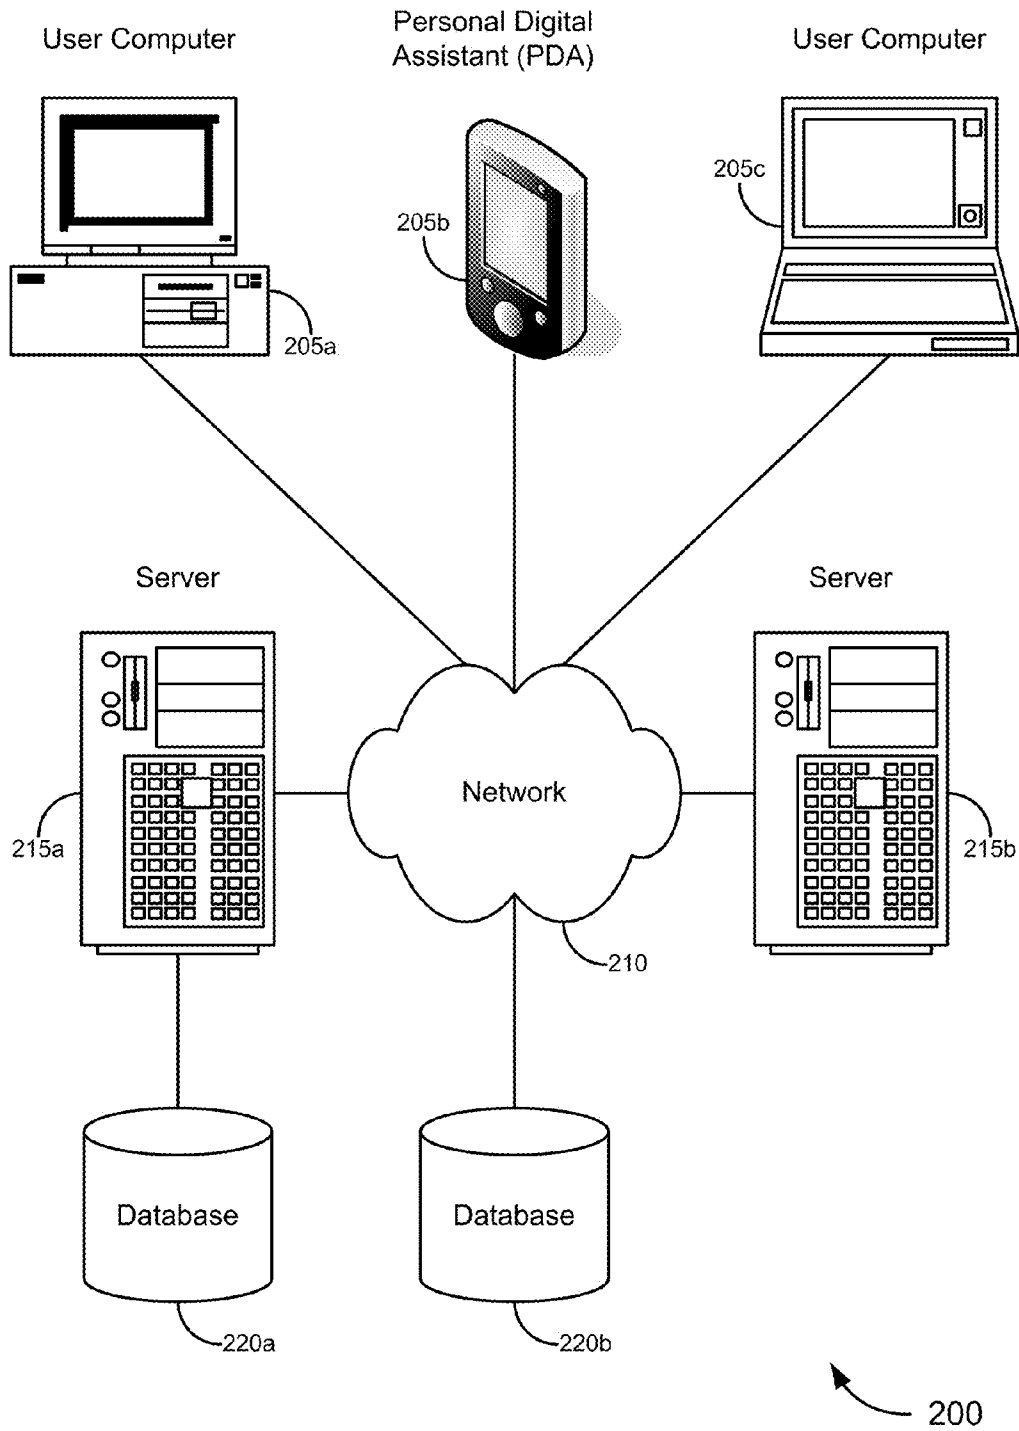 User Computer
Personal Digital
Assistant (PDA)
User Computer
205a
205b
205c
Server
Server
Network
215a
215b
210
Database
Database
220a
220b
200